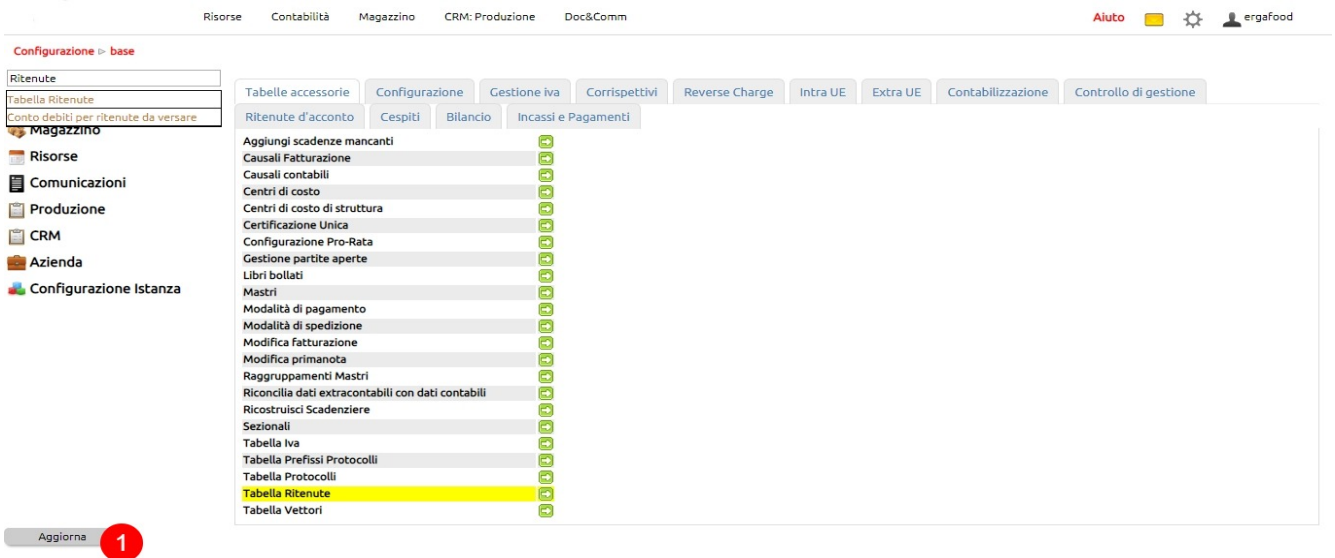 Risorse Contabilità Magazzino CRM: Produzione Doc&Comm Aiuto ergafood
Configurazione ▹ base
Ritenute
Tabella Ritenute
Conto debiti per ritenute da versare
Magazzino
Risorse
Comunicazioni
Produzione
CRM
Azienda
Configurazione Istanza
Tabelle accessorie Configurazione Gestione iva Corrispettivi Reverse Charge Intra UE Extra UE Contabilizzazione Controllo di gestione
Ritenute d'acconto Cespiti Bilancio Incassi e Pagamenti
Aggiungi scadenze mancanti
Causali Fatturazione
Causali contabili
Centri di costo
Centri di costo di struttura
Certificazione Unica
Configurazione Pro-Rata
Gestione partite aperte
Libri bollati
Mastri
Modalità di pagamento
Modalità di spedizione
Modifica fatturazione
Modifica primanota
Raggruppamenti Mastri
Riconcilia dati extracontabili con dati contabili
Ricostruisci Scadenziere
Sezionali
Tabella Iva
Tabella Prefissi Protocolli
Tabella Protocolli
Tabella Ritenute
Tabella Vettori
Aggiorna 1